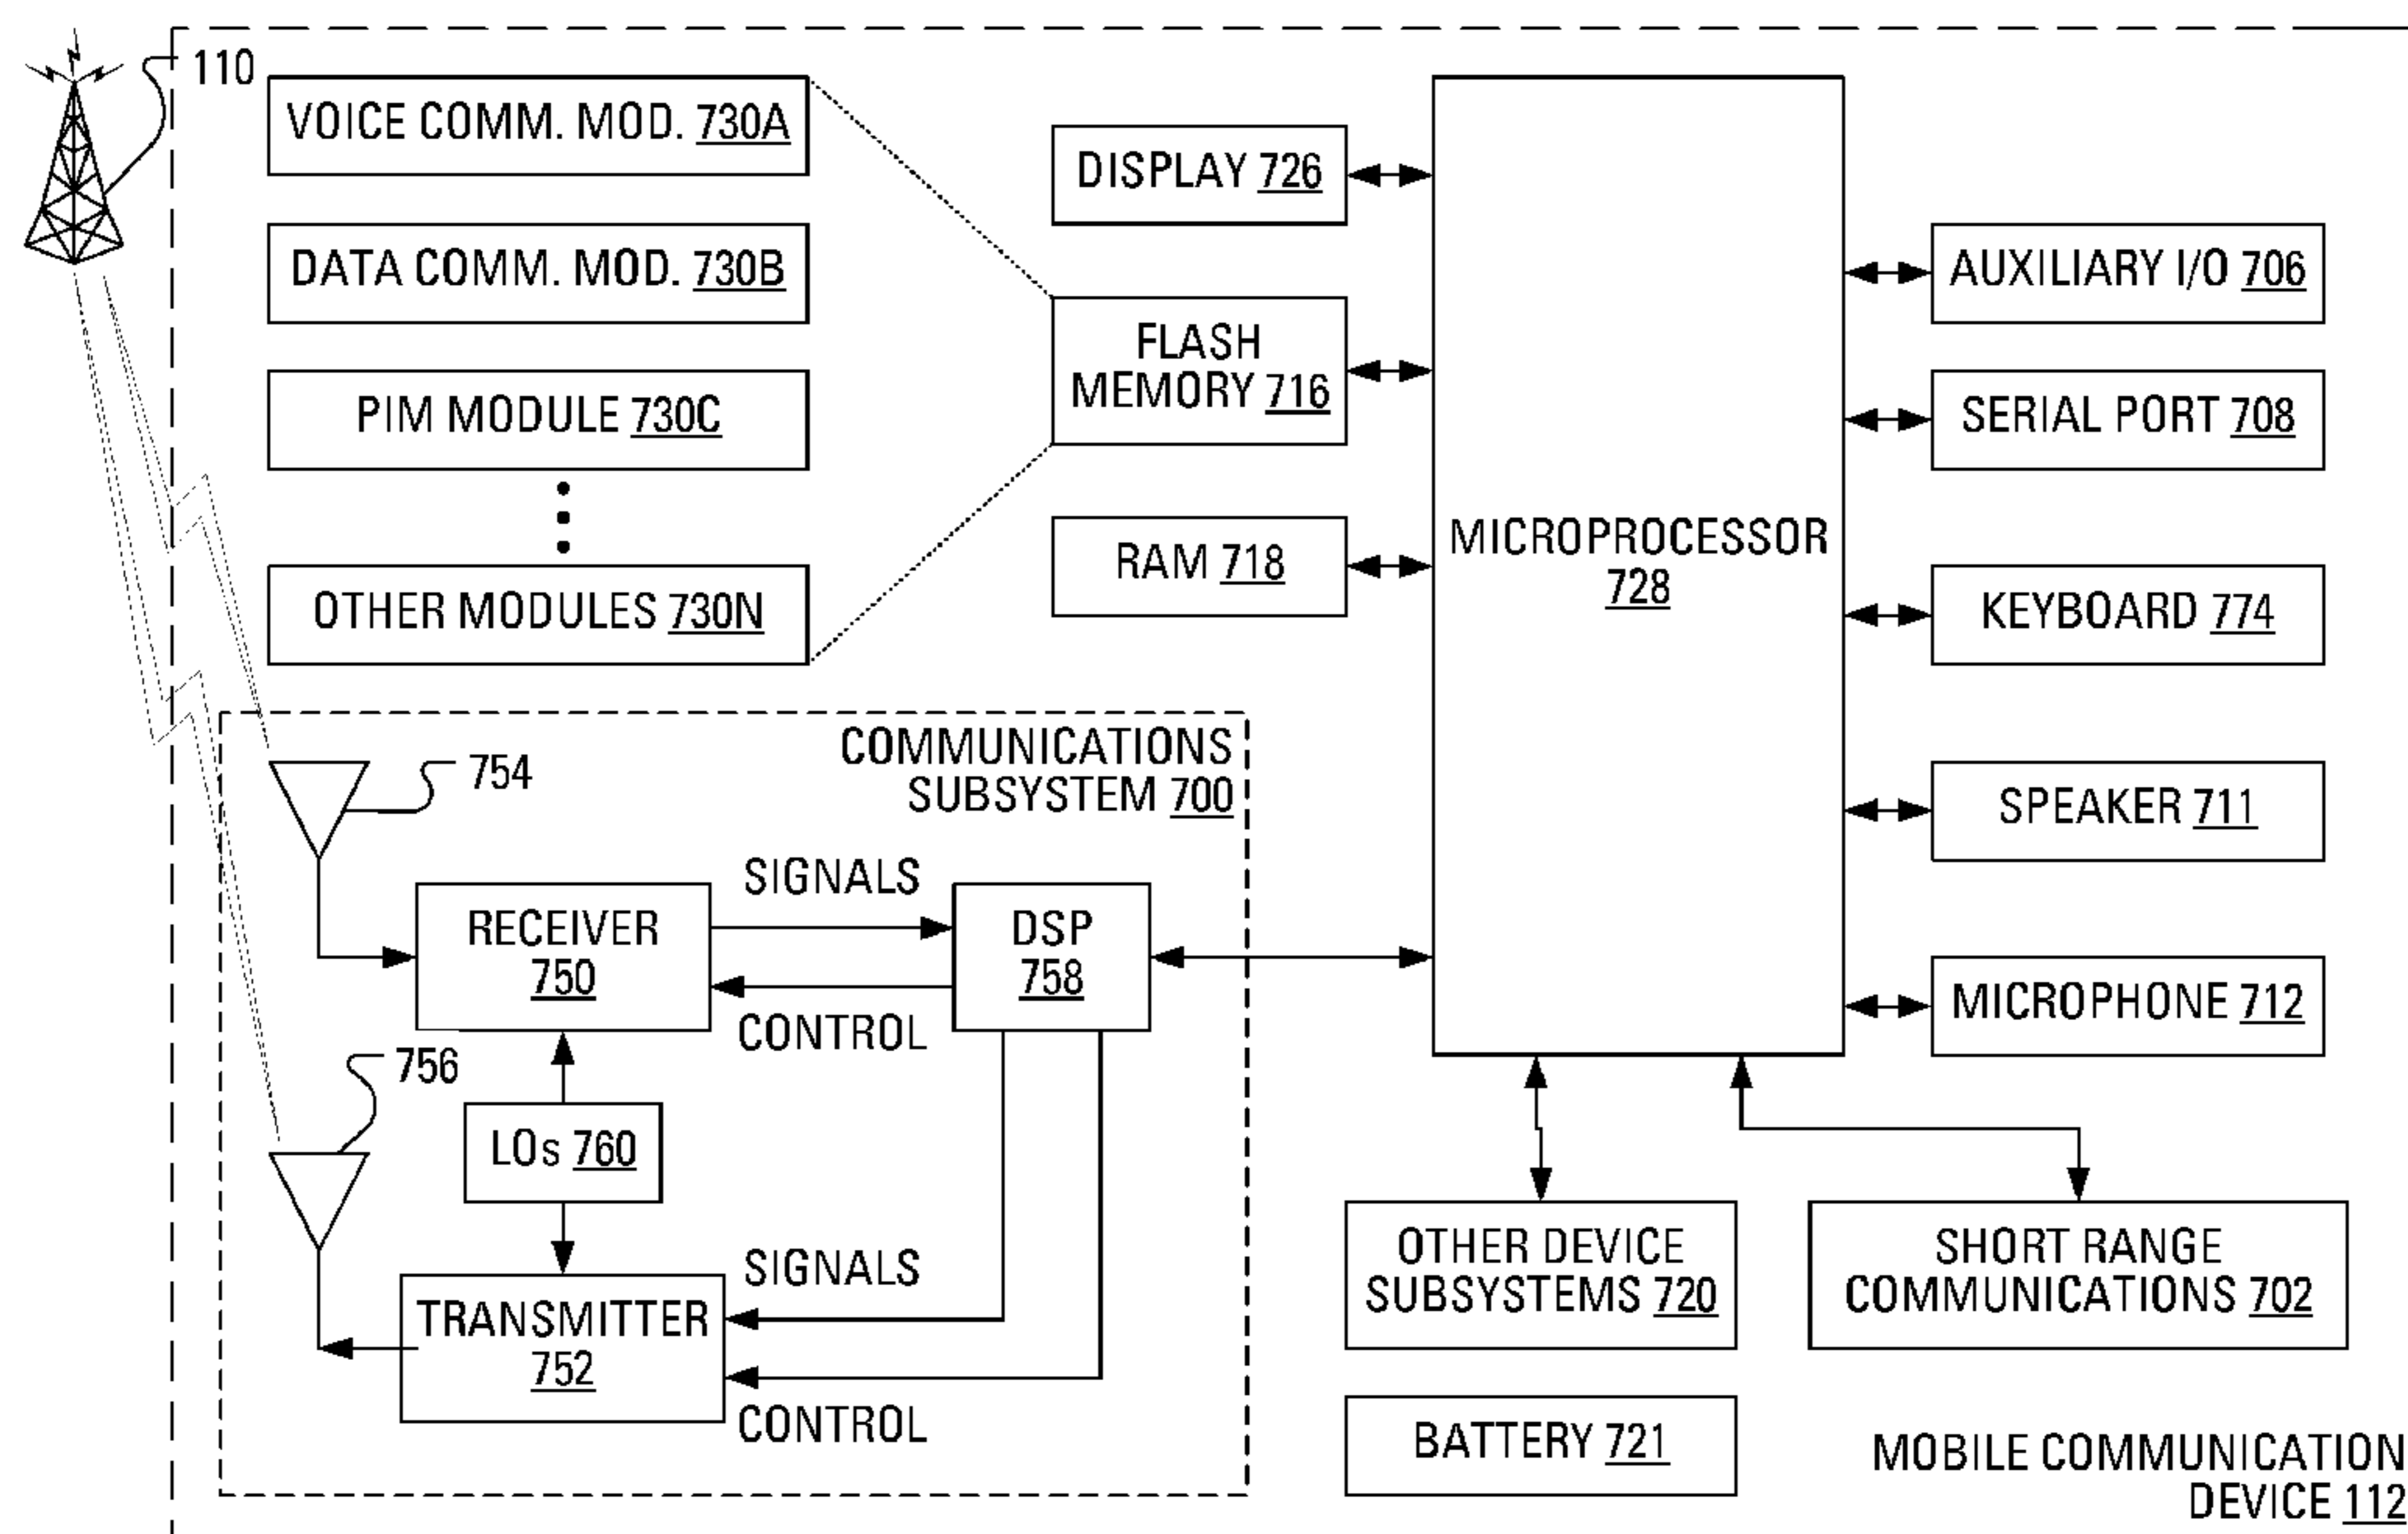 110
VOICE COMM. MOD. 730A
DATA COMM. MOD. 730B
PIM MODULE 730C
OTHER MODULES 730N
DISPLAY 726
FLASH
MEMORY 716
RAM 718
MICROPROCESSOR
728
AUXILIARY I/O 706
SERIAL PORT 708
KEYBOARD 774
SPEAKER 711
MICROPHONE 712
COMMUNICATIONS
SUBSYSTEM 700
754
RECEIVER
750
SIGNALS
CONTROL
DSP
758
756
LOs 760
TRANSMITTER
752
SIGNALS
CONTROL
OTHER DEVICE
SUBSYSTEMS 720
SHORT RANGE
COMMUNICATIONS 702
BATTERY 721
MOBILE COMMUNICATION
DEVICE 112